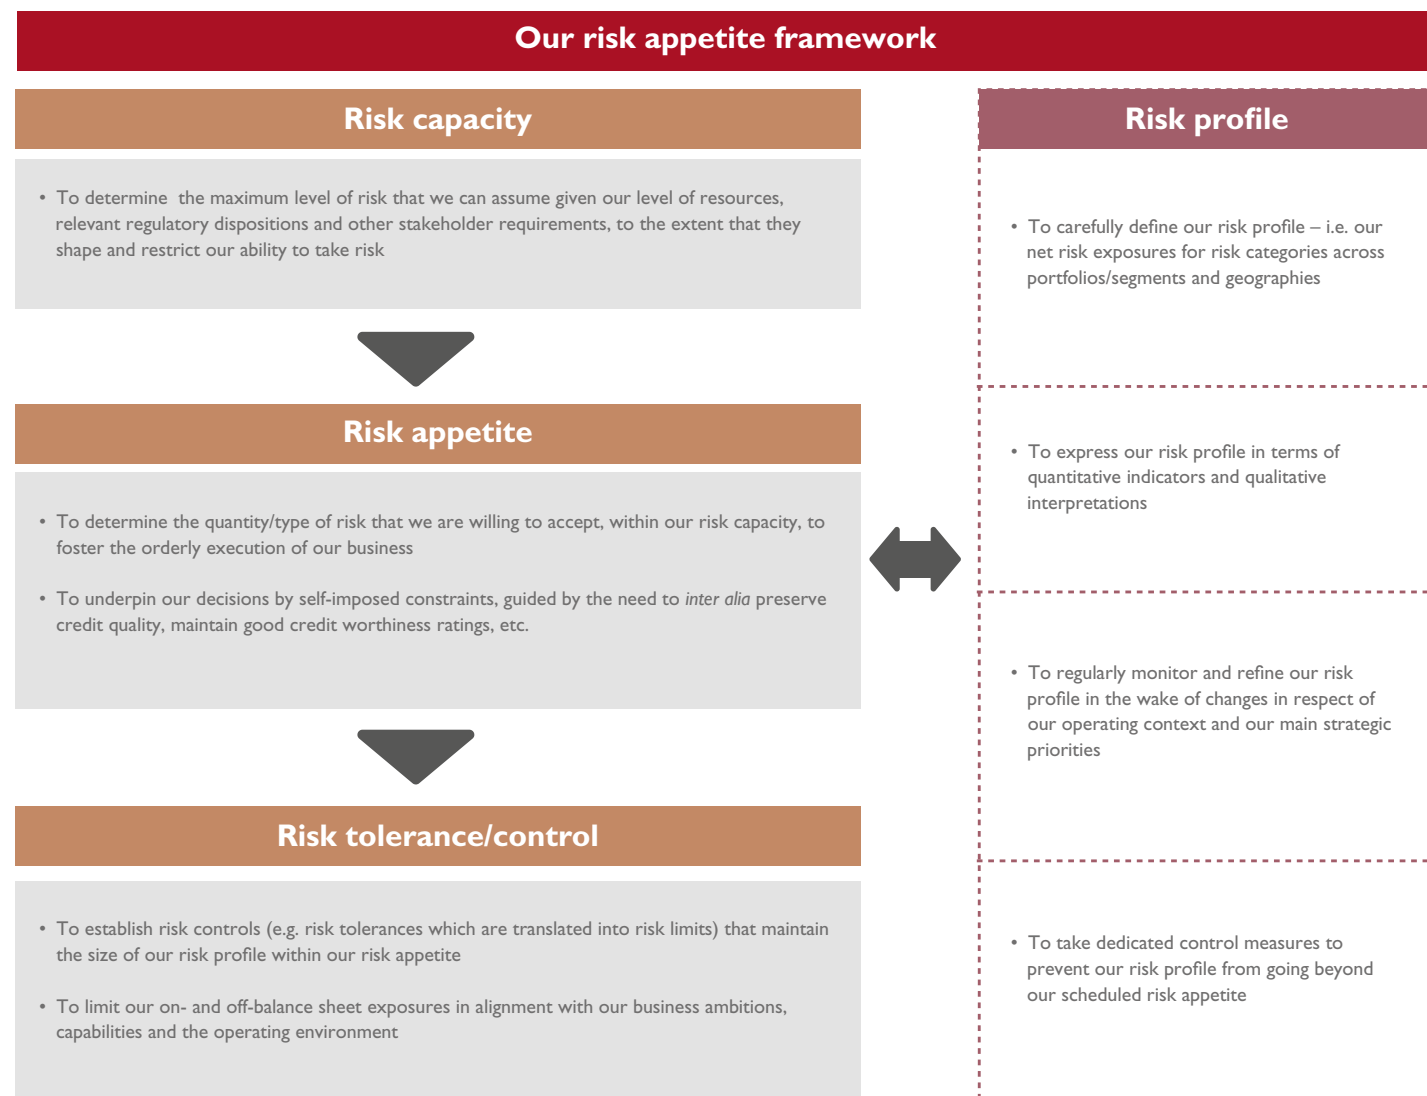 Our risk appetite framework
Risk capacity
• To determine the maximum level of risk that we can assume given our level of resources,
relevant regulatory dispositions and other stakeholder requirements, to the extent that they
shape and restrict our ability to take risk
Risk appetite
• To determine the quantity/type of risk that we are willing to accept, within our risk capacity, to
foster the orderly execution of our business
• To underpin our decisions by self-imposed constraints, guided by the need to inter alia preserve
credit quality, maintain good credit worthiness ratings, etc.
Risk tolerance/control
• To establish risk controls (e.g. risk tolerances which are translated into risk limits) that maintain
the size of our risk profile within our risk appetite
• To limit our on- and off-balance sheet exposures in alignment with our business ambitions,
capabilities and the operating environment
Risk profile
• To carefully define our risk profile – i.e. our
net risk exposures for risk categories across
portfolios/segments and geographies
• To express our risk profile in terms of
quantitative indicators and qualitative
interpretations
• To regularly monitor and refine our risk
profile in the wake of changes in respect of
our operating context and our main strategic
priorities
• To take dedicated control measures to
prevent our risk profile from going beyond
our scheduled risk appetite